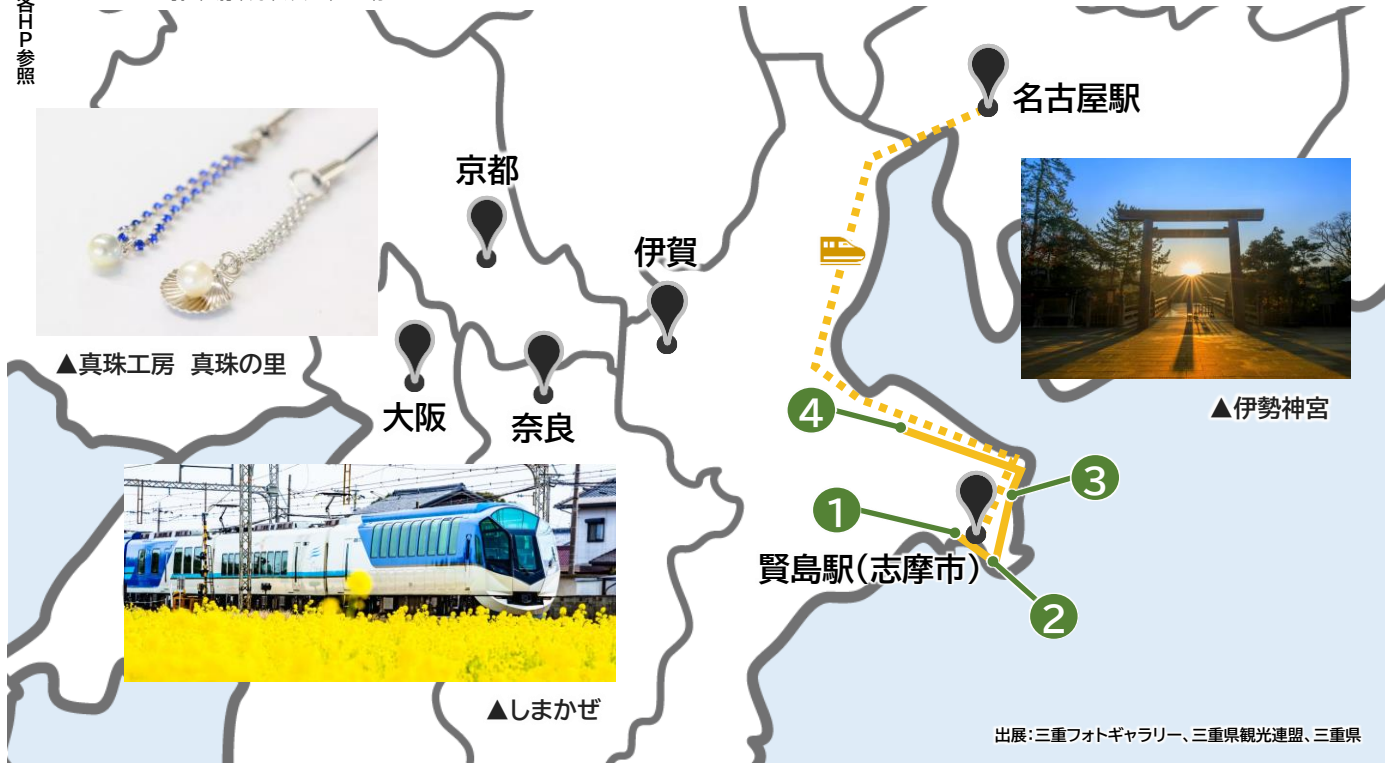 各HP参照
名古屋駅
京都
伊賀
▲真珠工房 真珠の里
大阪
奈良
▲伊勢神宮
4
3
1
賢島駅(志摩市)
2
▲しまかぜ
出展:三重フォトギャラリー、三重県観光連盟、三重県